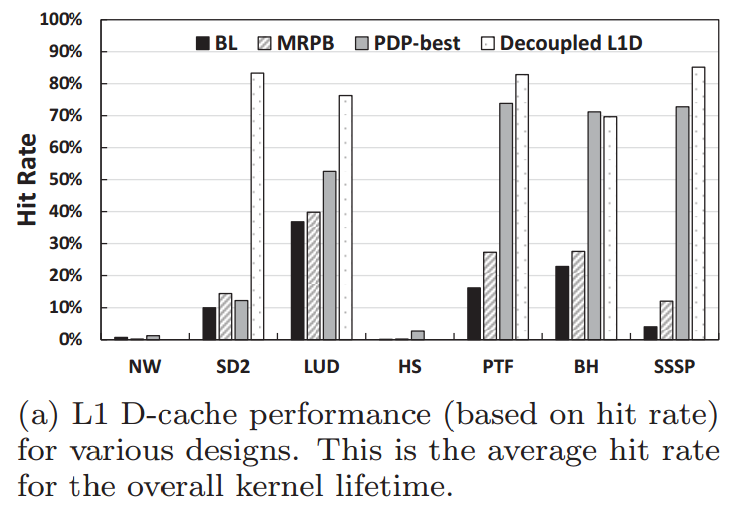 100%
90%
80%
70%
60%
50%
40%
30%
20%
10%
0%
Hit Rate
BL MRPB PDP-best Decoupled L1D
NW SD2 LUD HS PTF BH SSSP
(a) L1 D-cache performance (based on hit rate)
for various designs. This is the average hit rate
for the overall kernel lifetime.